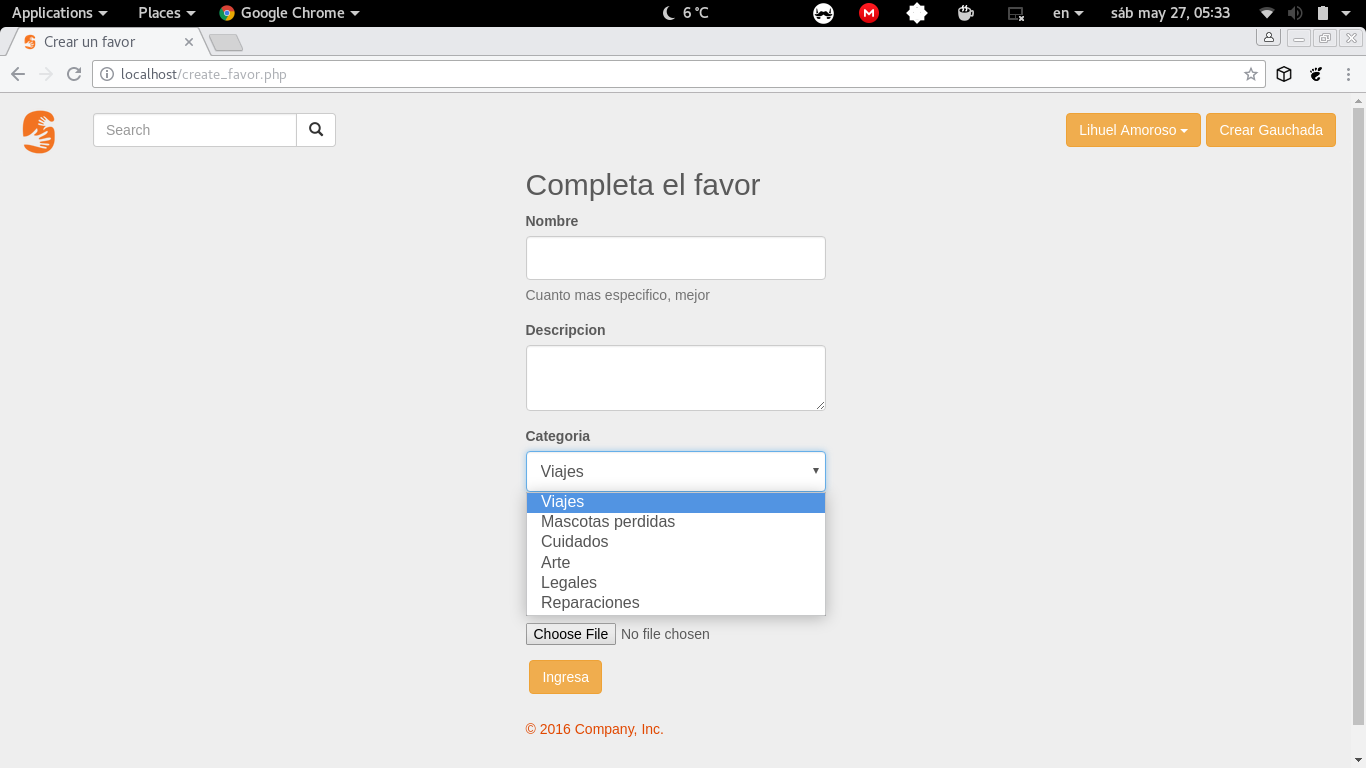 Applications Places Google Chrome 6 °C en sáb may 27, 05:33
Crear un favor
localhost/create_favor.php
Search Lihuel Amoroso Crear Gauchada
Completa el favor
Nombre
Cuanto mas especifico, mejor
Descripcion
Categoria
Viajes
Viajes
Mascotas perdidas
Cuidados
Arte
Legales
Reparaciones
Choose File No file chosen
Ingresa
© 2016 Company, Inc.